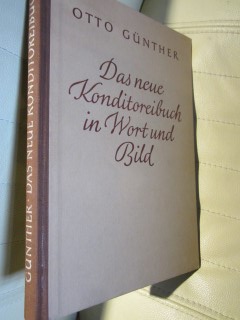 OTTO GÜNTHER
Das neue
Konditoreibuch
in Wort und
Bild
GÜNTHER · DAS NEUE KONDITOREIBUCH